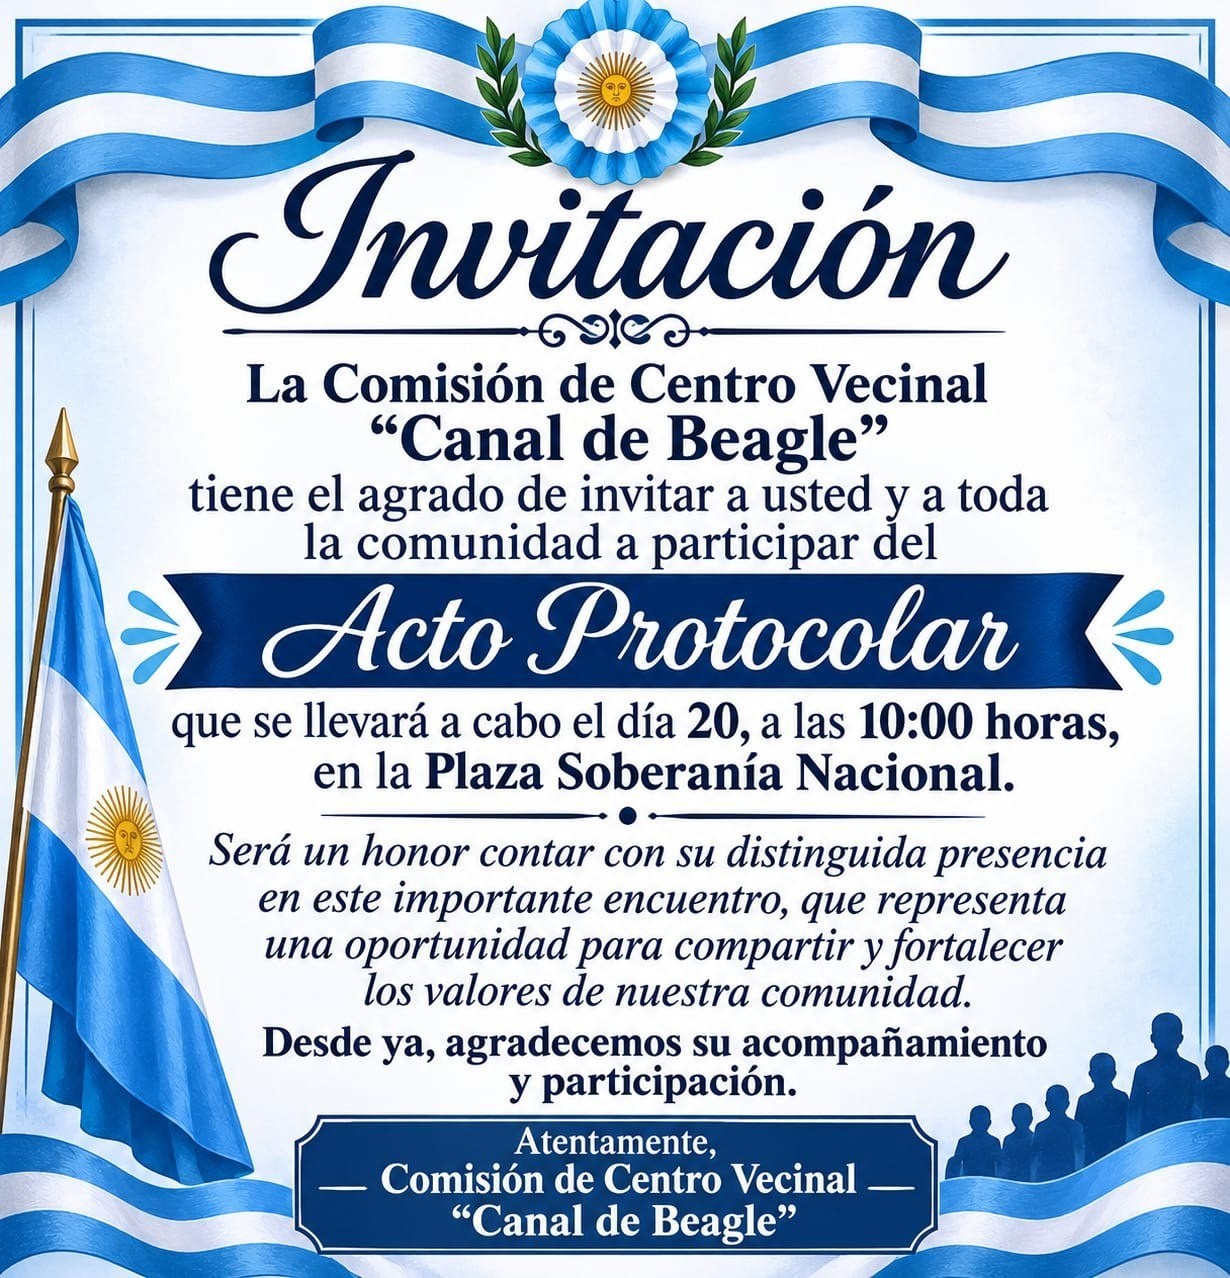 Invitación
La Comisión de Centro Vecinal
“Canal de Beagle”
tiene el agrado de invitar a usted y a toda
la comunidad a participar del
Acto Protocolar
que se llevará a cabo el día 20, a las 10:00 horas,
en la Plaza Soberanía Nacional.
Será un honor contar con su distinguida presencia
en este importante encuentro, que representa
una oportunidad para compartir y fortalecer
los valores de nuestra comunidad.
Desde ya, agradecemos su acompañamiento
y participación.
Atentamente,
Comisión de Centro Vecinal
“Canal de Beagle”